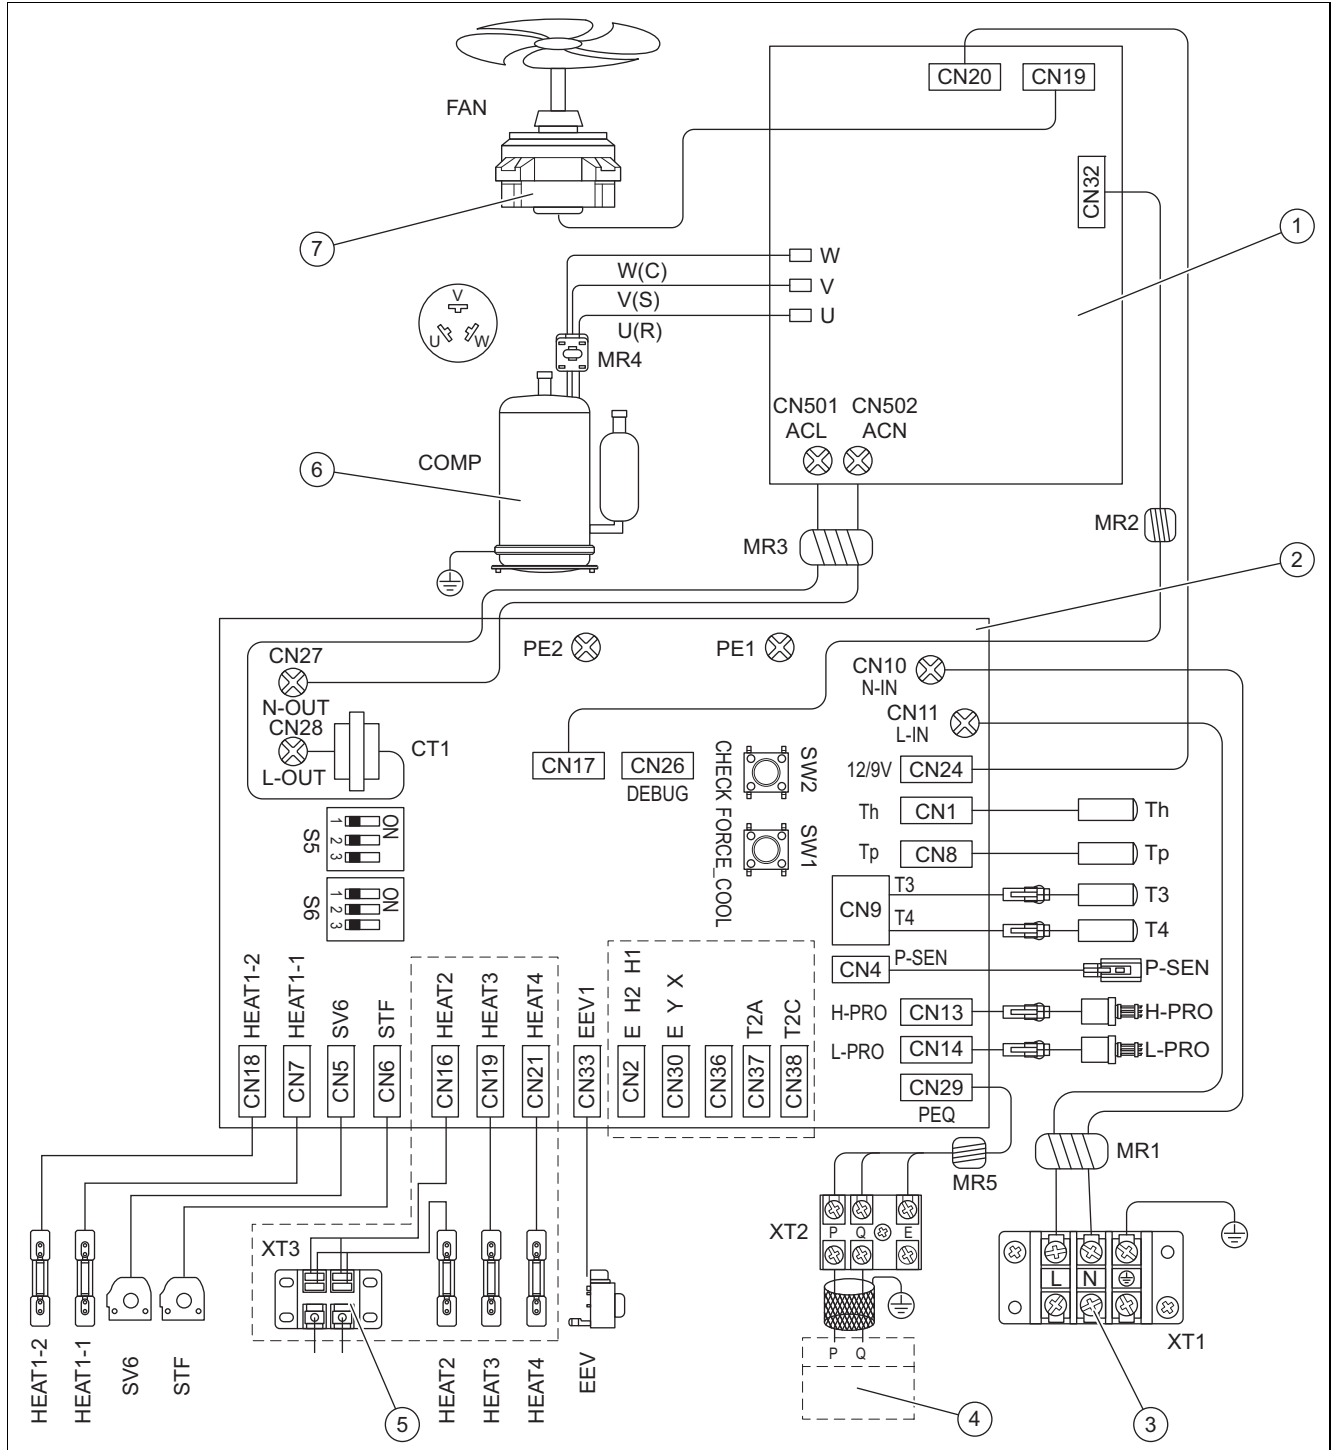 CN20
CN19
FAN
CN32
7
1
W
W(C)
V
V(S)
U
U(R)
V
U
W
MR4
CN501
CN502
ACL
ACN
COMP
6
MR2
MR3
2
PE2
PE1
CN27
CN10
N-IN
N-OUT
CN11
L-IN
CN28
CT1
L-OUT
CN17
CN26
DEBUG
SW2
CHECK FORCE_COOL
SW1
12/9V
CN24
Th
CN1
Th
Tp
CN8
Tp
S5
1
2
3
ON
S6
1
2
3
ON
CN9
T3
T3
T4
T4
CN4
P-SEN
P-SEN
H-PRO
CN13
H-PRO
L-PRO
CN14
L-PRO
CN29
PEQ
CN18
HEAT1-2
CN7
HEAT1-1
CN5
SV6
CN6
STF
CN16
HEAT2
CN19
HEAT3
CN21
HEAT4
CN33
EEV1
CN2
E H2 H1
CN30
E Y X
CN36
CN37
T2A
CN38
T2C
MR5
MR1
XT2
P
Q
E
XT3
L
N
XT1
P
Q
HEAT1-2
HEAT1-1
SV6
STF
5
HEAT2
HEAT3
HEAT4
EEV
4
3